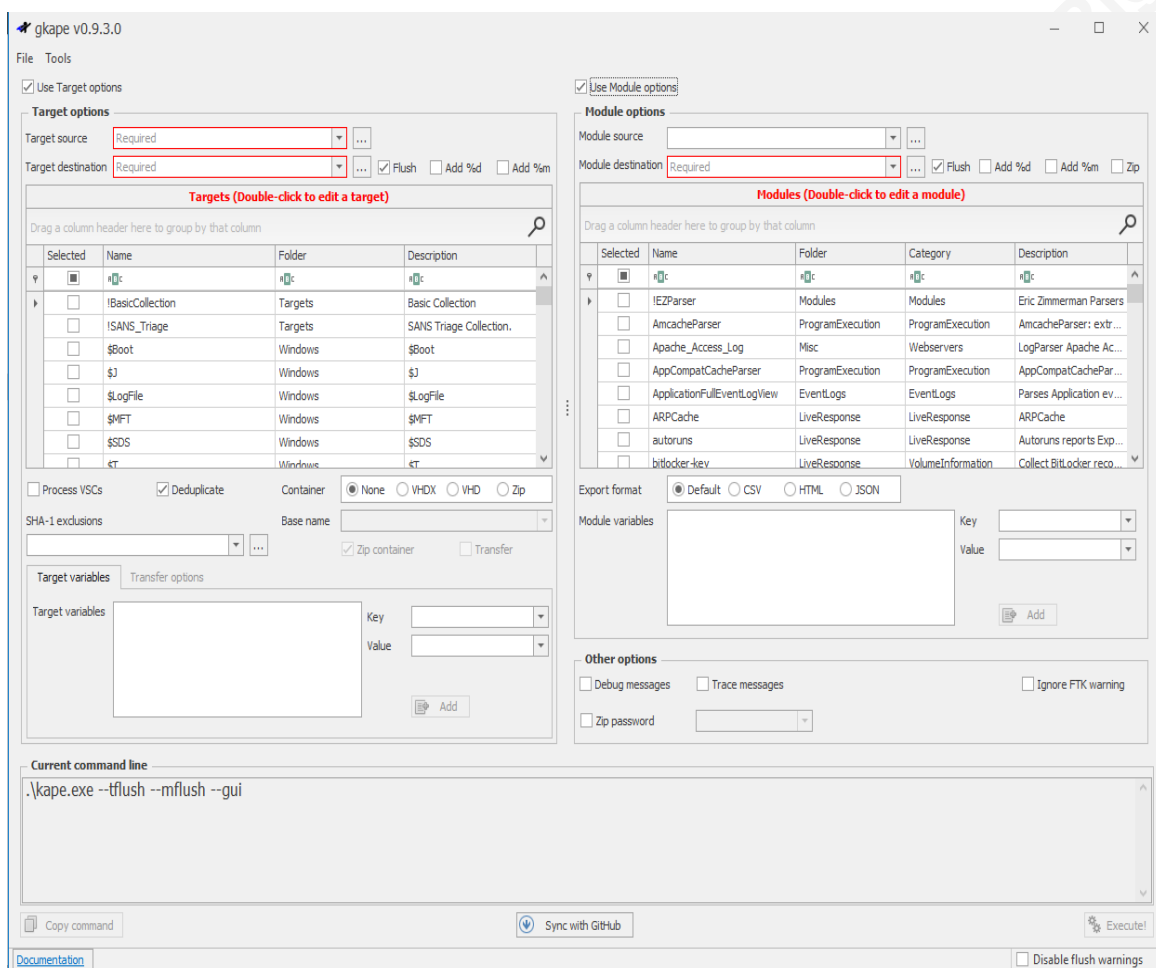 gkape v0.9.3.0
File Tools
Use Target options
Target options
Target source Required ...
Target destination Required ... Flush Add %d Add %m
Targets (Double-click to edit a target)
Drag a column header here to group by that column
Selected Name Folder Description
!BasicCollection Targets Basic Collection
!SANS_Triage Targets SANS Triage Collection.
$Boot Windows $Boot
$J Windows $J
$LogFile Windows $LogFile
$MFT Windows $MFT
$SDS Windows $SDS
$T Windows $T
Process VSCs Deduplicate Container None VHDX VHD Zip
SHA-1 exclusions Base name
... Zip container Transfer
Target variables Transfer options
Target variables Key
Value
Add
Use Module options
Module options
Module source ...
Module destination Required ... Flush Add %d Add %m Zip
Modules (Double-click to edit a module)
Drag a column header here to group by that column
Selected Name Folder Category Description
!EZParser Modules Modules Eric Zimmerman Parsers
AmcacheParser ProgramExecution ProgramExecution AmcacheParser: extr...
Apache_Access_Log Misc Webservers LogParser Apache Ac...
AppCompatCacheParser ProgramExecution ProgramExecution AppCompatCachePar...
ApplicationFullEventLogView EventLogs EventLogs Parses Application ev...
ARPCache LiveResponse LiveResponse ARPCache
autoruns LiveResponse LiveResponse Autoruns reports Exp...
bitlocker-key LiveResponse VolumeInformation Collect BitLocker reco...
Export format Default CSV HTML JSON
Module variables Key
Value
Add
Other options
Debug messages Trace messages Ignore FTK warning
Zip password
Current command line
.\kape.exe --tflush --mflush --gui
Copy command Sync with GitHub Execute!
Documentation Disable flush warnings